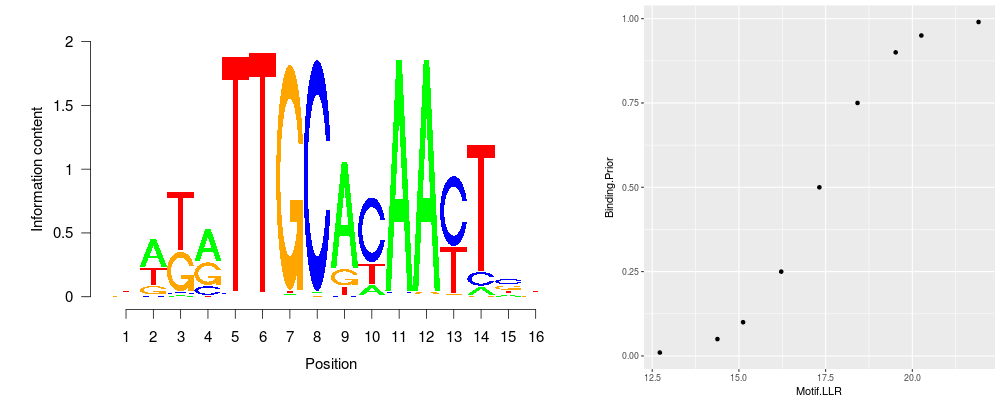 Information content
2
1.5
1
0.5
0
A T G
T G
A G C
T
T
G
C
A G T
C T A
A
A
C T
T C A
1 2 3 4 5 6 7 8 9 10 11 12 13 14 15 16
Position
Binding.Prior
1.00
0.75
0.50
0.25
0.00
12.5 15.0 17.5 20.0
Motif.LLR